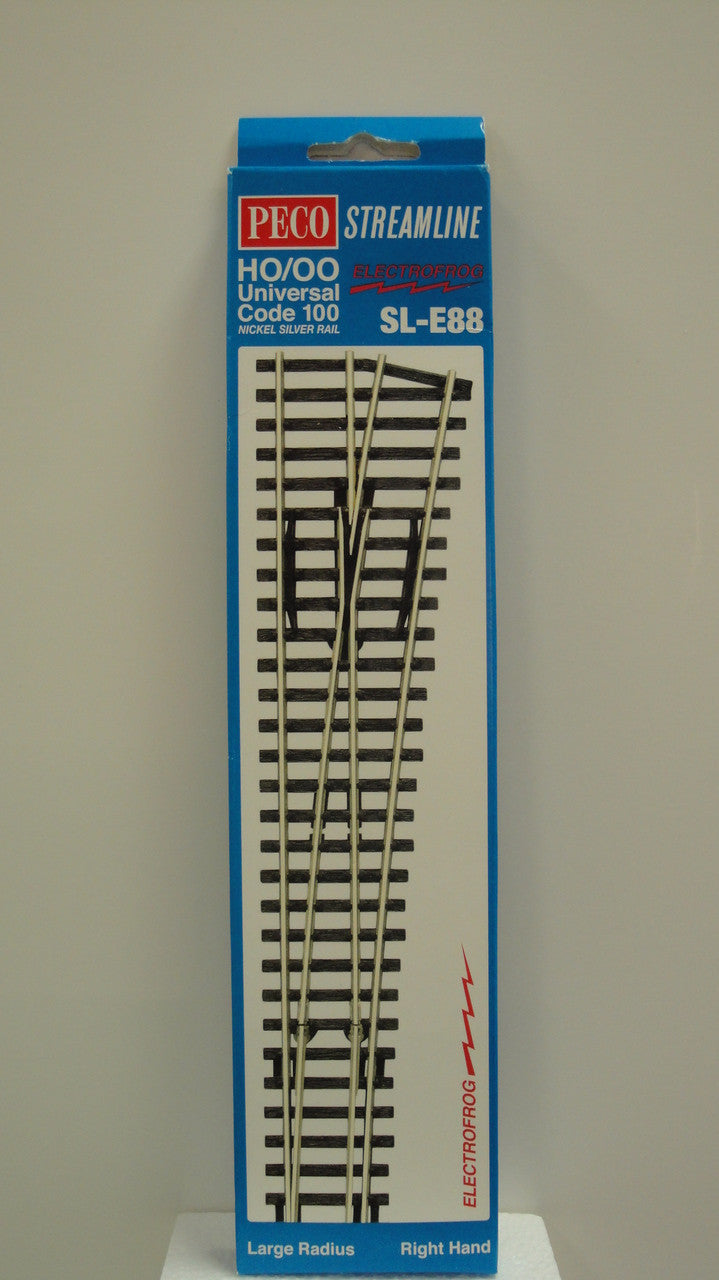 PECO STREAMLINE
HO/OO ELECTROFROG
Universal
Code 100 SL-E88
NICKEL SILVER RAIL
ELECTROFROG
Large Radius Right Hand